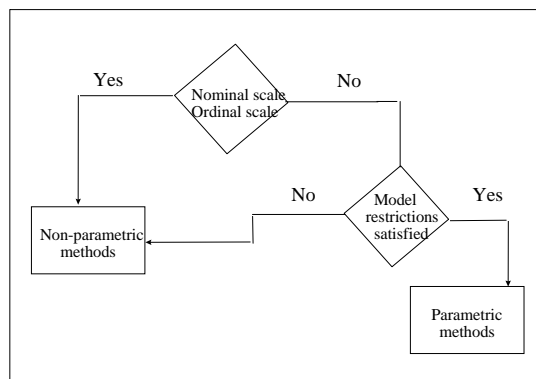 Yes
No
Nominal scale
Ordinal scale
No
Yes
Model
restrictions
satisfied
Non-parametric
methods
Parametric
methods